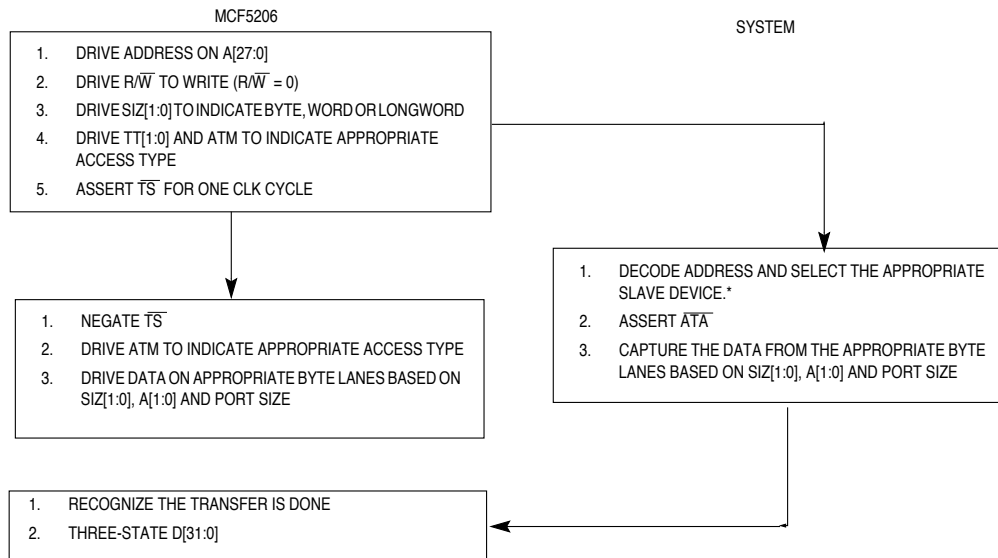 MCF5206
SYSTEM
1. DRIVE ADDRESS ON A[27:0]
2. DRIVE R/W̅ TO WRITE (R/W̅ = 0)
3. DRIVE SIZ[1:0] TO INDICATE BYTE, WORD OR LONGWORD
4. DRIVE TT[1:0] AND ATM TO INDICATE APPROPRIATE
ACCESS TYPE
5. ASSERT T̅S̅ FOR ONE CLK CYCLE
1. DECODE ADDRESS AND SELECT THE APPROPRIATE
SLAVE DEVICE.*
2. ASSERT A̅T̅A̅
3. CAPTURE THE DATA FROM THE APPROPRIATE BYTE
LANES BASED ON SIZ[1:0], A[1:0] AND PORT SIZE
1. NEGATE T̅S̅
2. DRIVE ATM TO INDICATE APPROPRIATE ACCESS TYPE
3. DRIVE DATA ON APPROPRIATE BYTE LANES BASED ON
SIZ[1:0], A[1:0] AND PORT SIZE
1. RECOGNIZE THE TRANSFER IS DONE
2. THREE-STATE D[31:0]